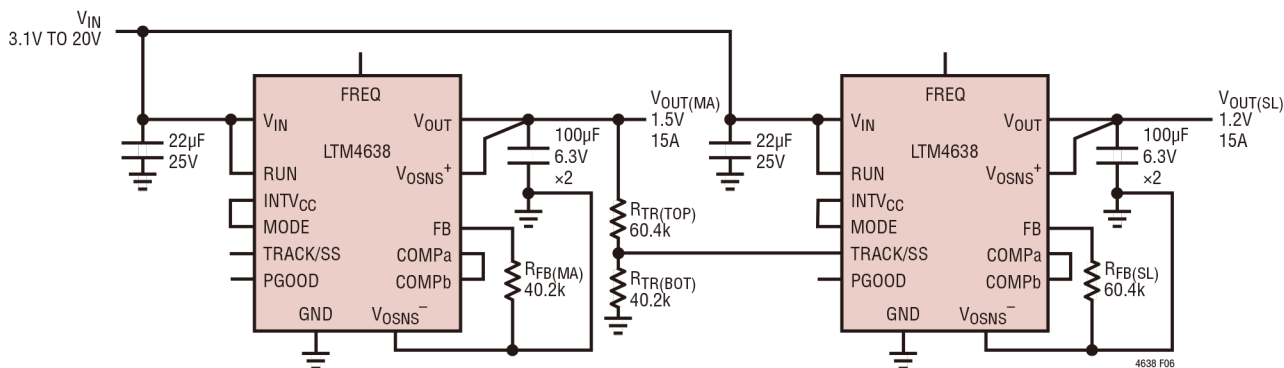 VIN
3.1V TO 20V
22µF
25V
FREQ
VIN
VOUT
LTM4638
RUN
VOSNS+
INTVCC
MODE
FB
TRACK/SS
COMPa
PGOOD
COMPb
GND
VOSNS–
100µF
6.3V
×2
RFB(MA)
40.2k
VOUT(MA)
1.5V
15A
RTR(TOP)
60.4k
RTR(BOT)
40.2k
22µF
25V
FREQ
VIN
VOUT
LTM4638
RUN
VOSNS+
INTVCC
MODE
FB
TRACK/SS
COMPa
PGOOD
COMPb
GND
VOSNS–
100µF
6.3V
×2
RFB(SL)
60.4k
VOUT(SL)
1.2V
15A
4638 F06